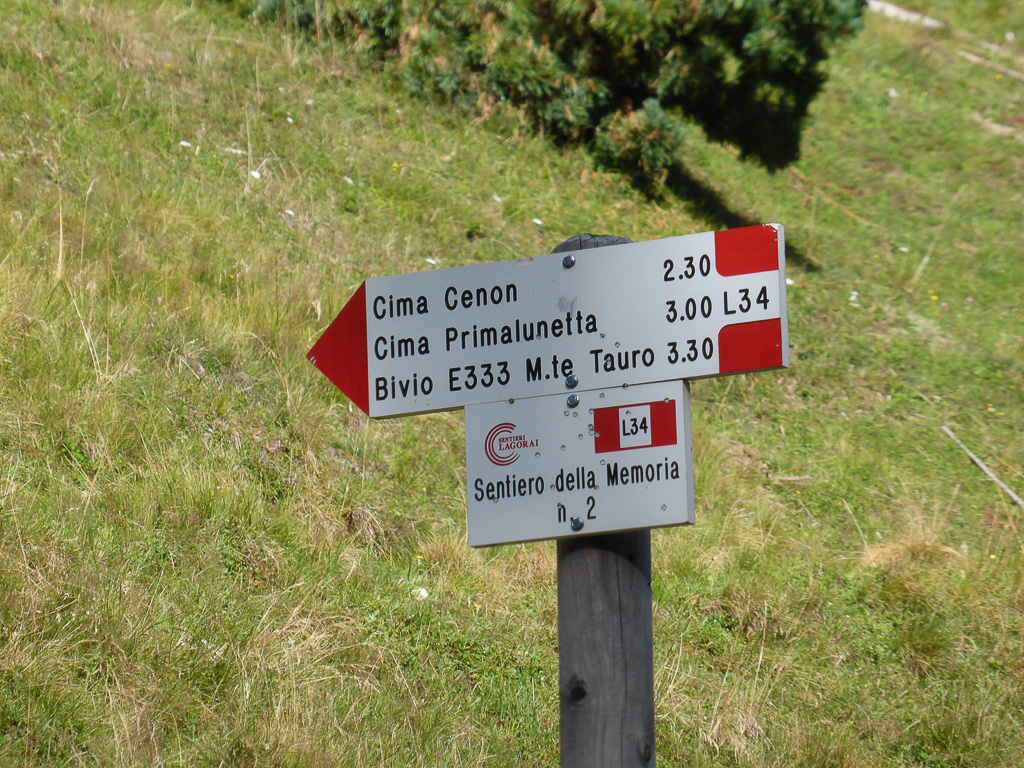 Cima Cenon 2.30
Cima Primalunetta 3.00 L34
Bivio E333 M.te Tauro 3.30
SENTIERI
LAGORAI
L34
Sentiero della Memoria
n. 2